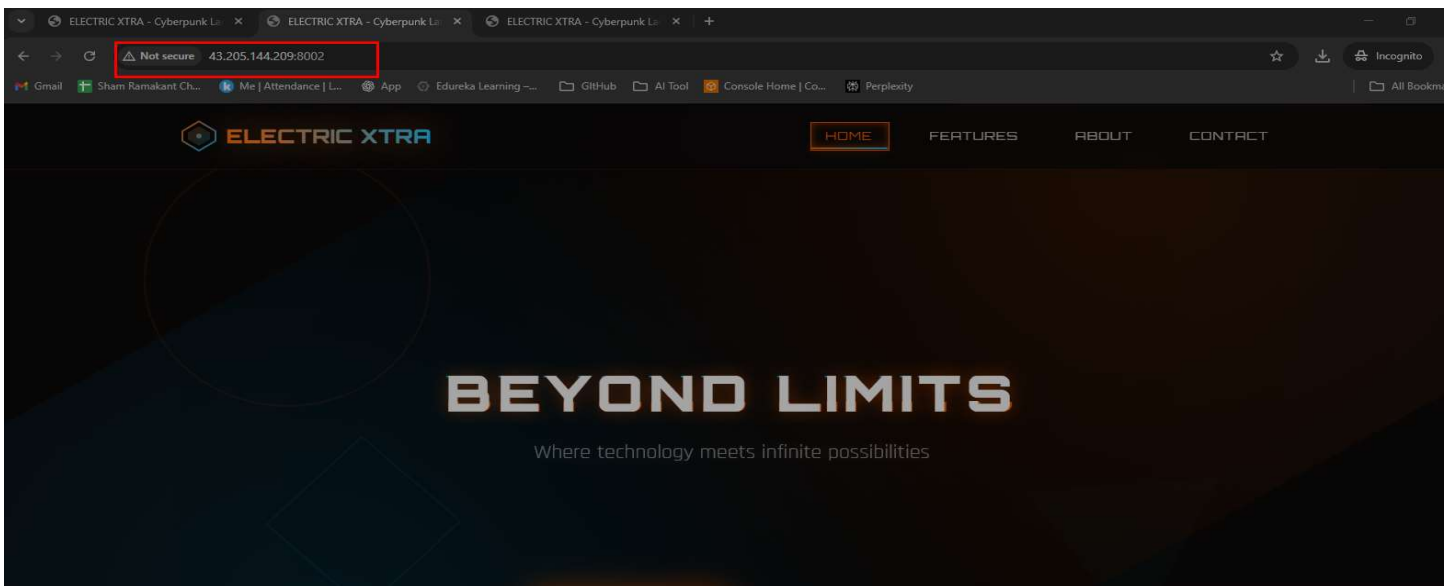 ELECTRIC XTRA - Cyberpunk La
ELECTRIC XTRA - Cyberpunk La
ELECTRIC XTRA - Cyberpunk La
Not secure 43.205.144.209:8002
Incognito
Gmail Sham Ramakant Ch... Me | Attendance | L... App Edureka Learning –... GItHub AI Tool Console Home | Co... Perplexity All Bookma
ELECTRIC XTRA HOME FEATURES ABOUT CONTACT
BEYOND LIMITS
Where technology meets infinite possibilities